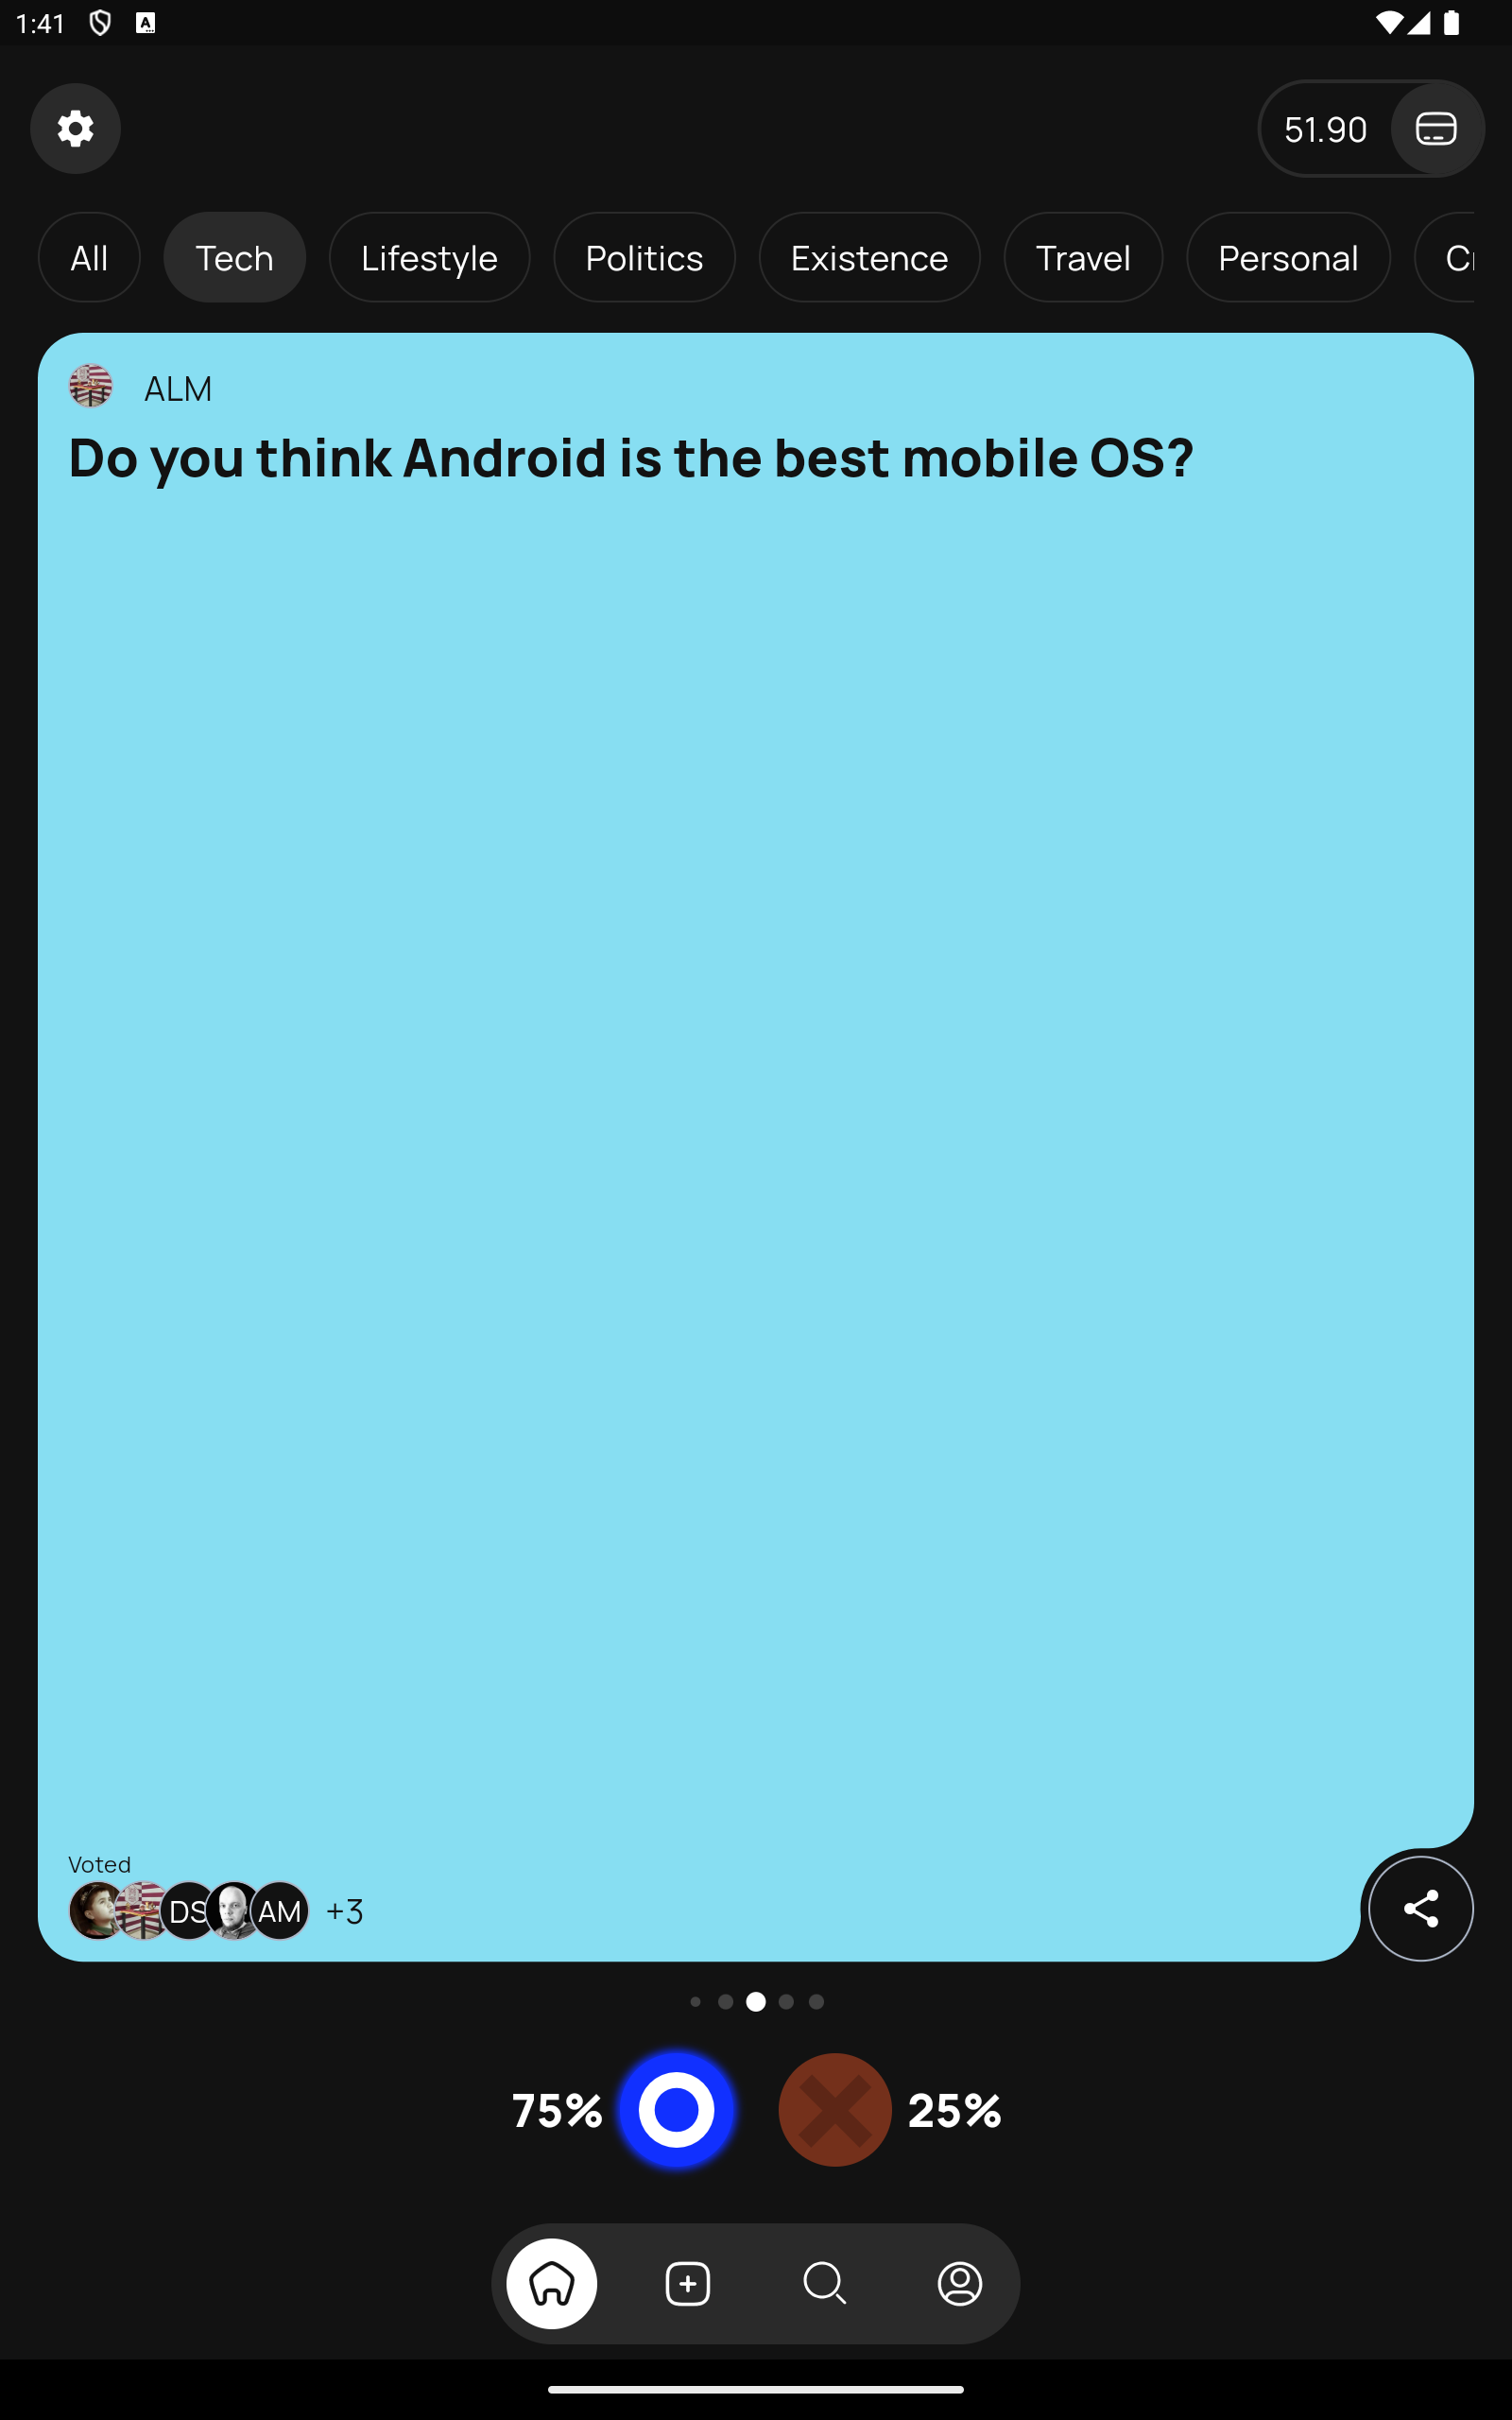 1:41
51.90
All Tech Lifestyle Politics Existence Travel Personal
ALM
Do you think Android is the best mobile OS?
Voted
DS AM +3
75% 25%